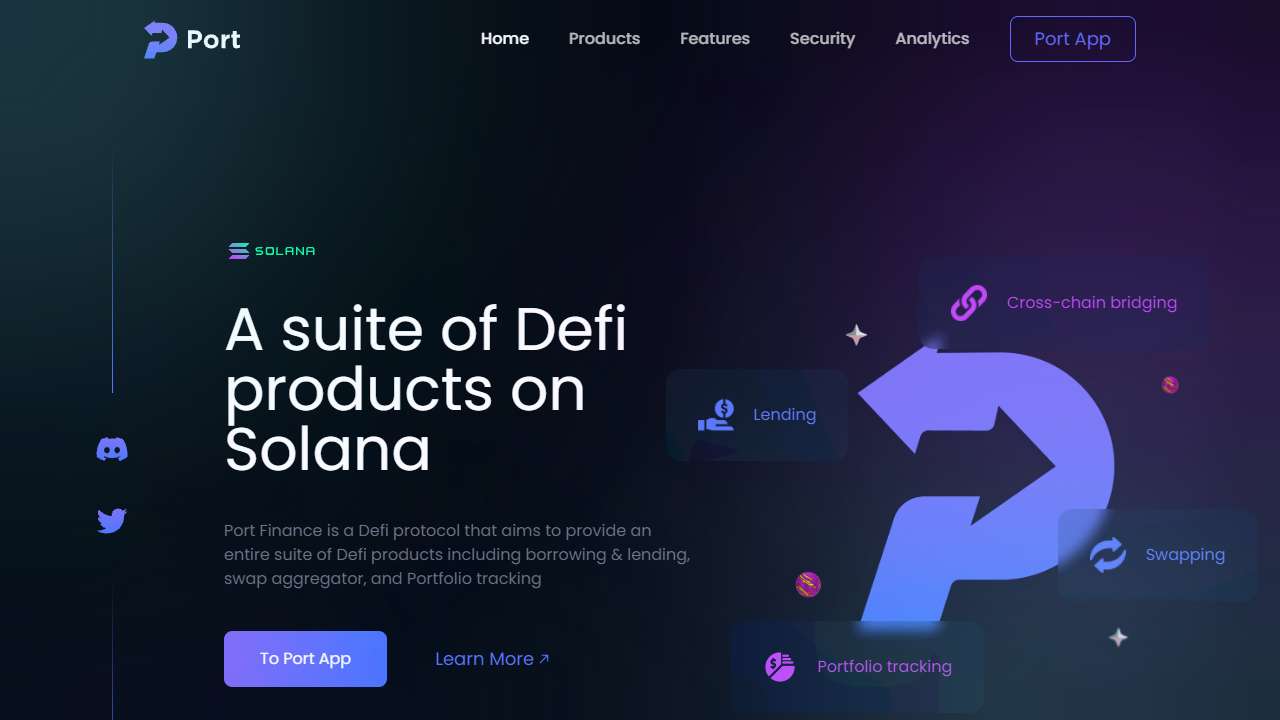 Port
Home
Products
Features
Security
Analytics
Port App
SOLANA
A suite of Defi
products on
Solana
Port Finance is a Defi protocol that aims to provide an
entire suite of Defi products including borrowing & lending,
swap aggregator, and Portfolio tracking
To Port App
Learn More
Cross-chain bridging
Lending
Swapping
Portfolio tracking